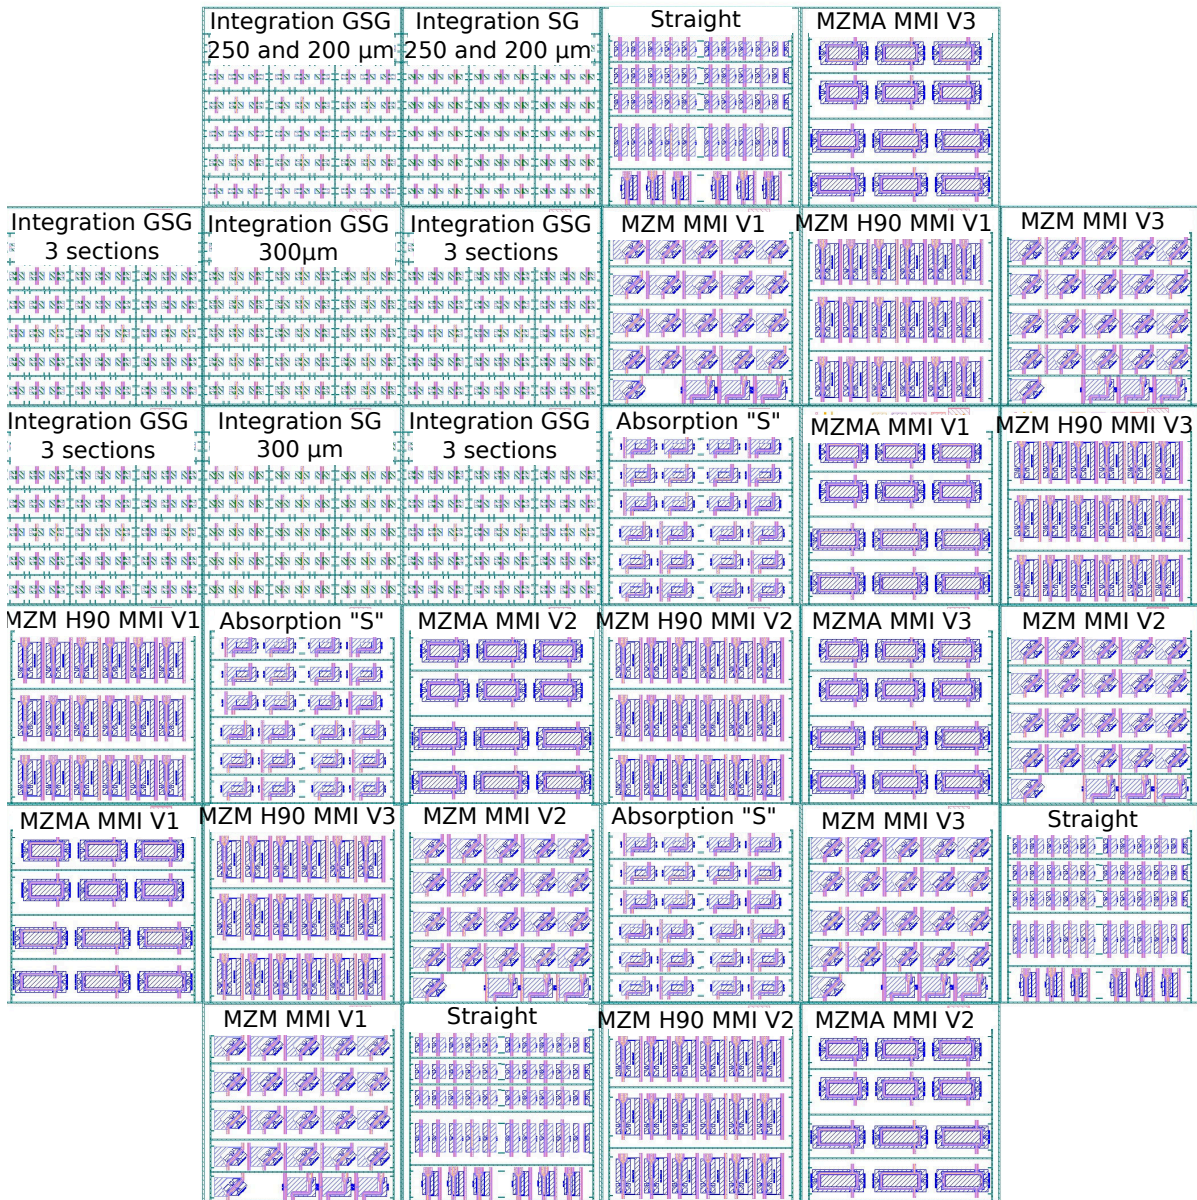 Integration GSG
250 and 200 µm
Integration SG
250 and 200 µm
Straight
MZMA MMI V3
Integration GSG
3 sections
Integration GSG
300µm
Integration GSG
3 sections
MZM MMI V1
MZM H90 MMI V1
MZM MMI V3
Integration GSG
3 sections
Integration SG
300 µm
Integration GSG
3 sections
Absorption "S"
MZMA MMI V1
MZM H90 MMI V3
MZM H90 MMI V1
Absorption "S"
MZMA MMI V2
MZM H90 MMI V2
MZMA MMI V3
MZM MMI V2
MZMA MMI V1
MZM H90 MMI V3
MZM MMI V2
Absorption "S"
MZM MMI V3
Straight
MZM MMI V1
Straight
MZM H90 MMI V2
MZMA MMI V2